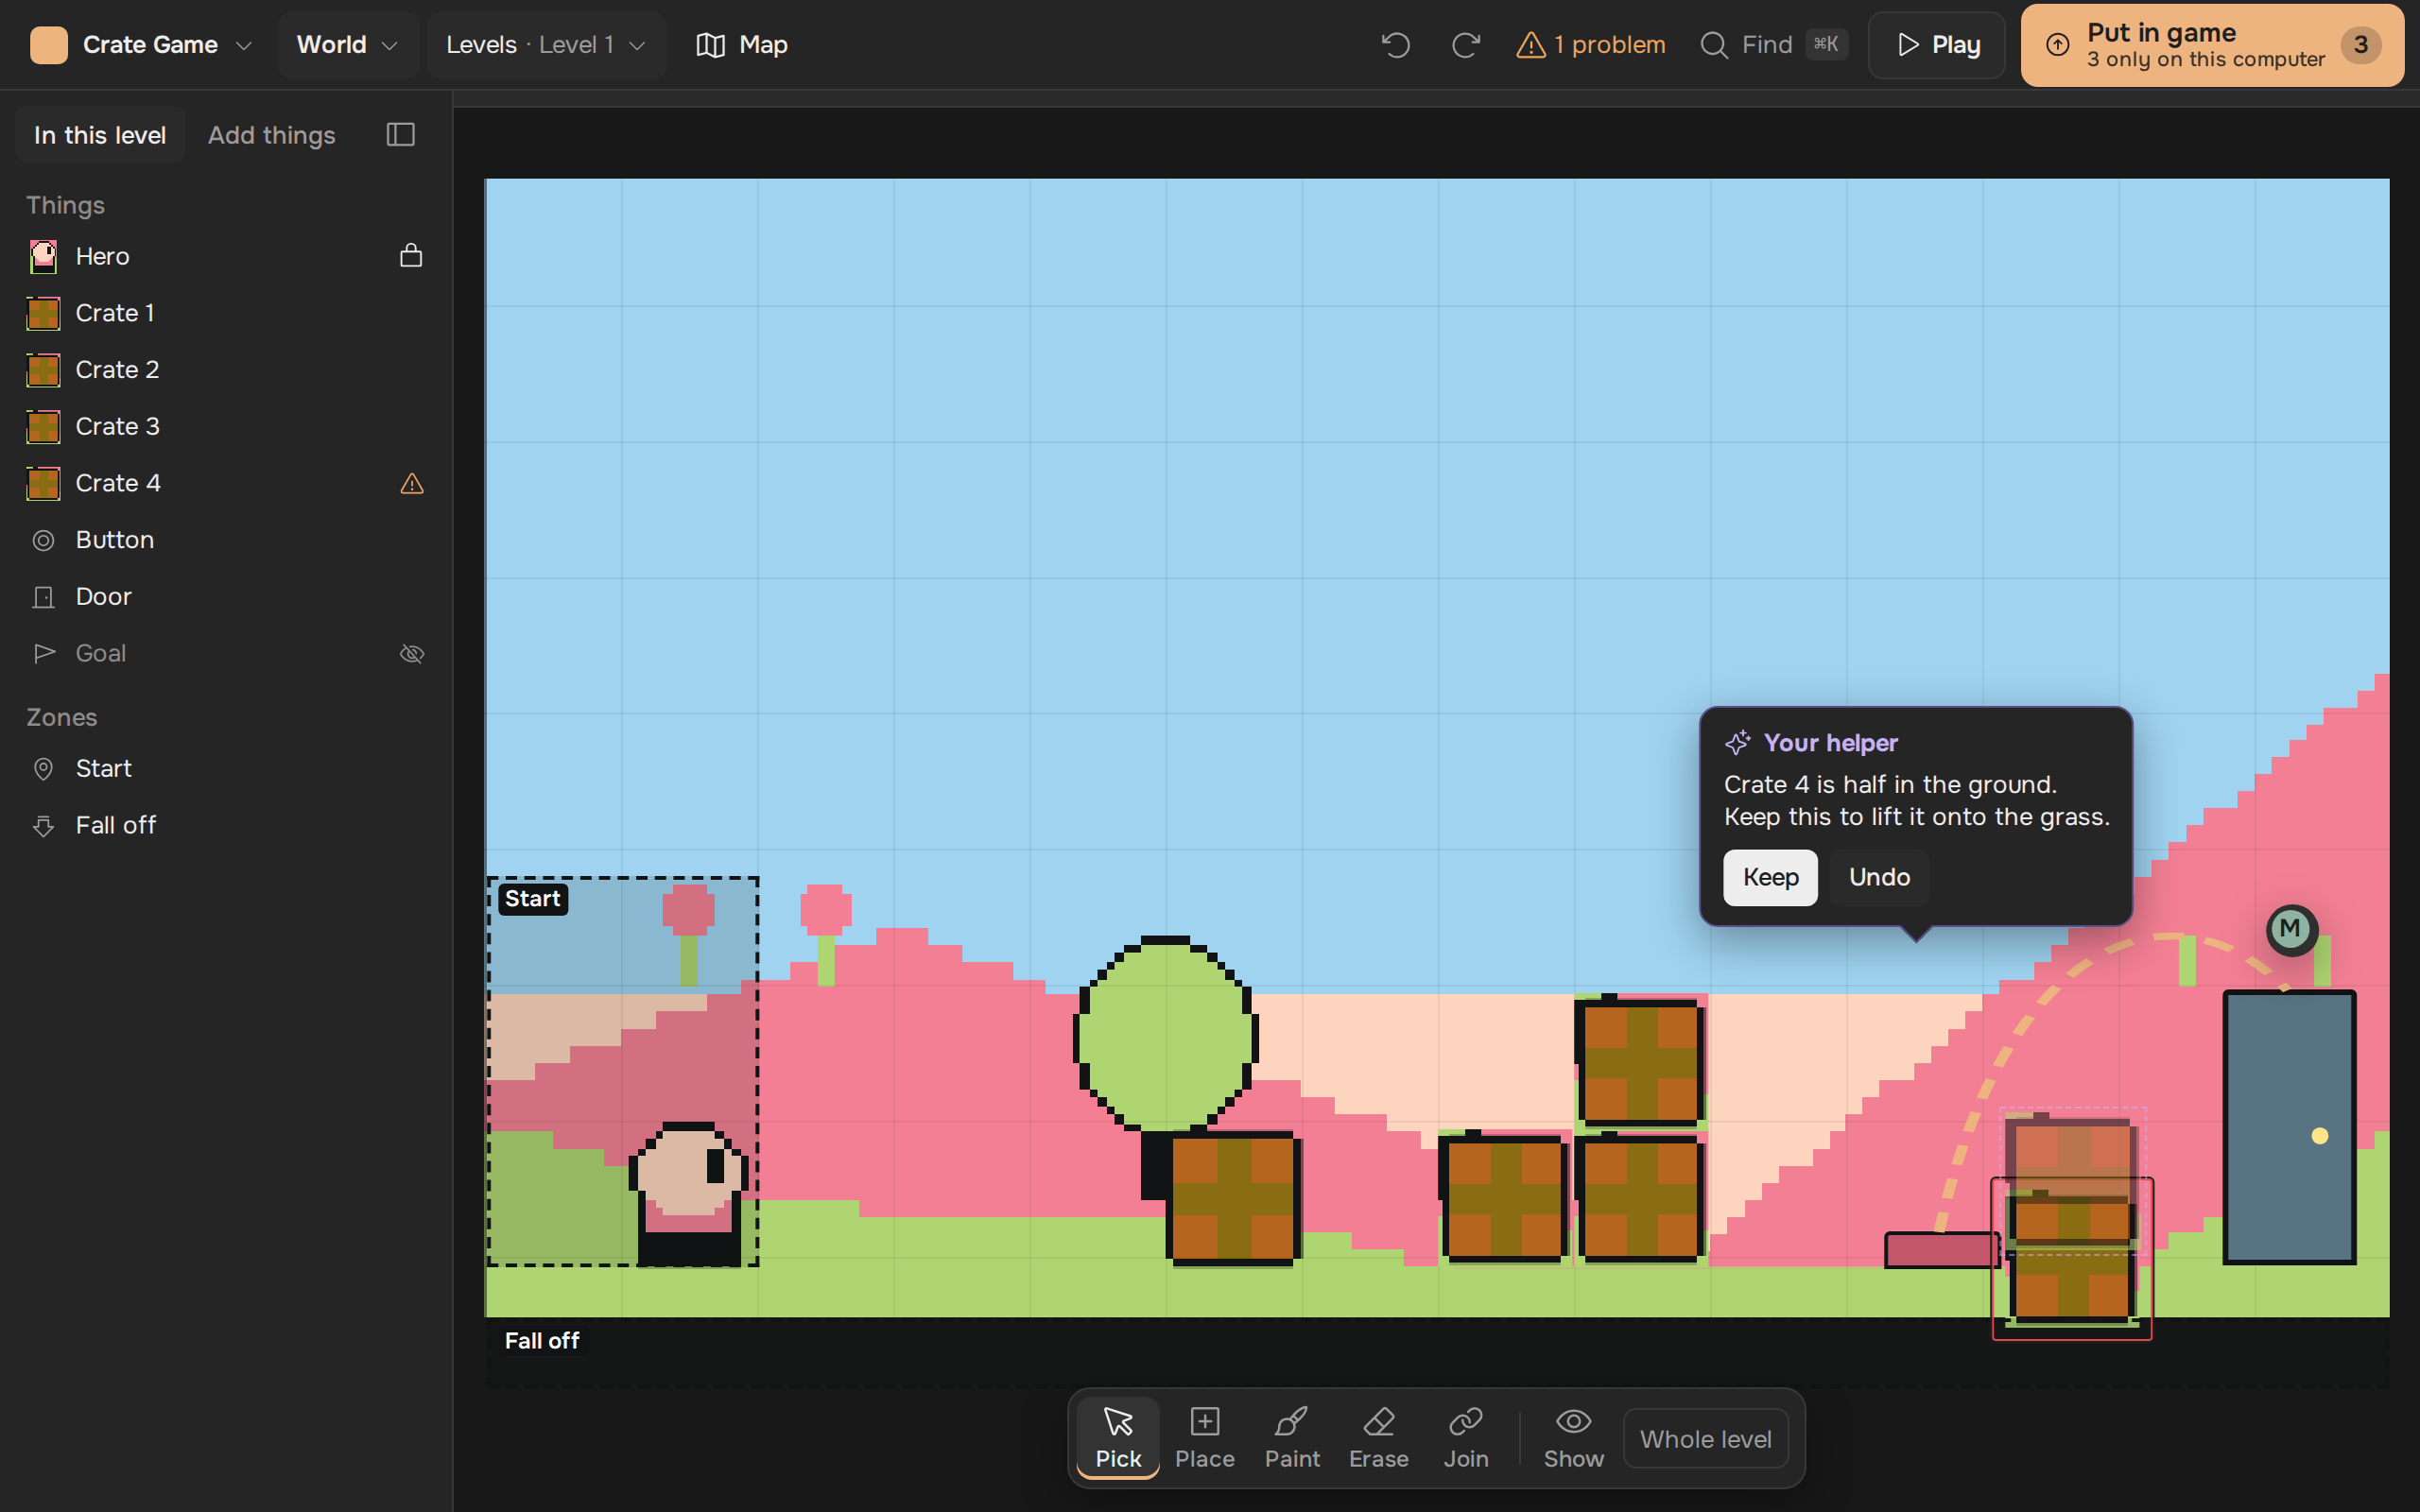 Crate Game
World
Levels · Level 1
Map
1 problem
Find ⌘K
Play
Put in game
3 only on this computer
3
In this level
Add things
Things
Hero
Crate 1
Crate 2
Crate 3
Crate 4
Button
Door
Goal
Zones
Start
Fall off
Your helper
Crate 4 is half in the ground.
Keep this to lift it onto the grass.
Keep
Undo
Start
M
Fall off
Pick
Place
Paint
Erase
Join
Show
Whole level